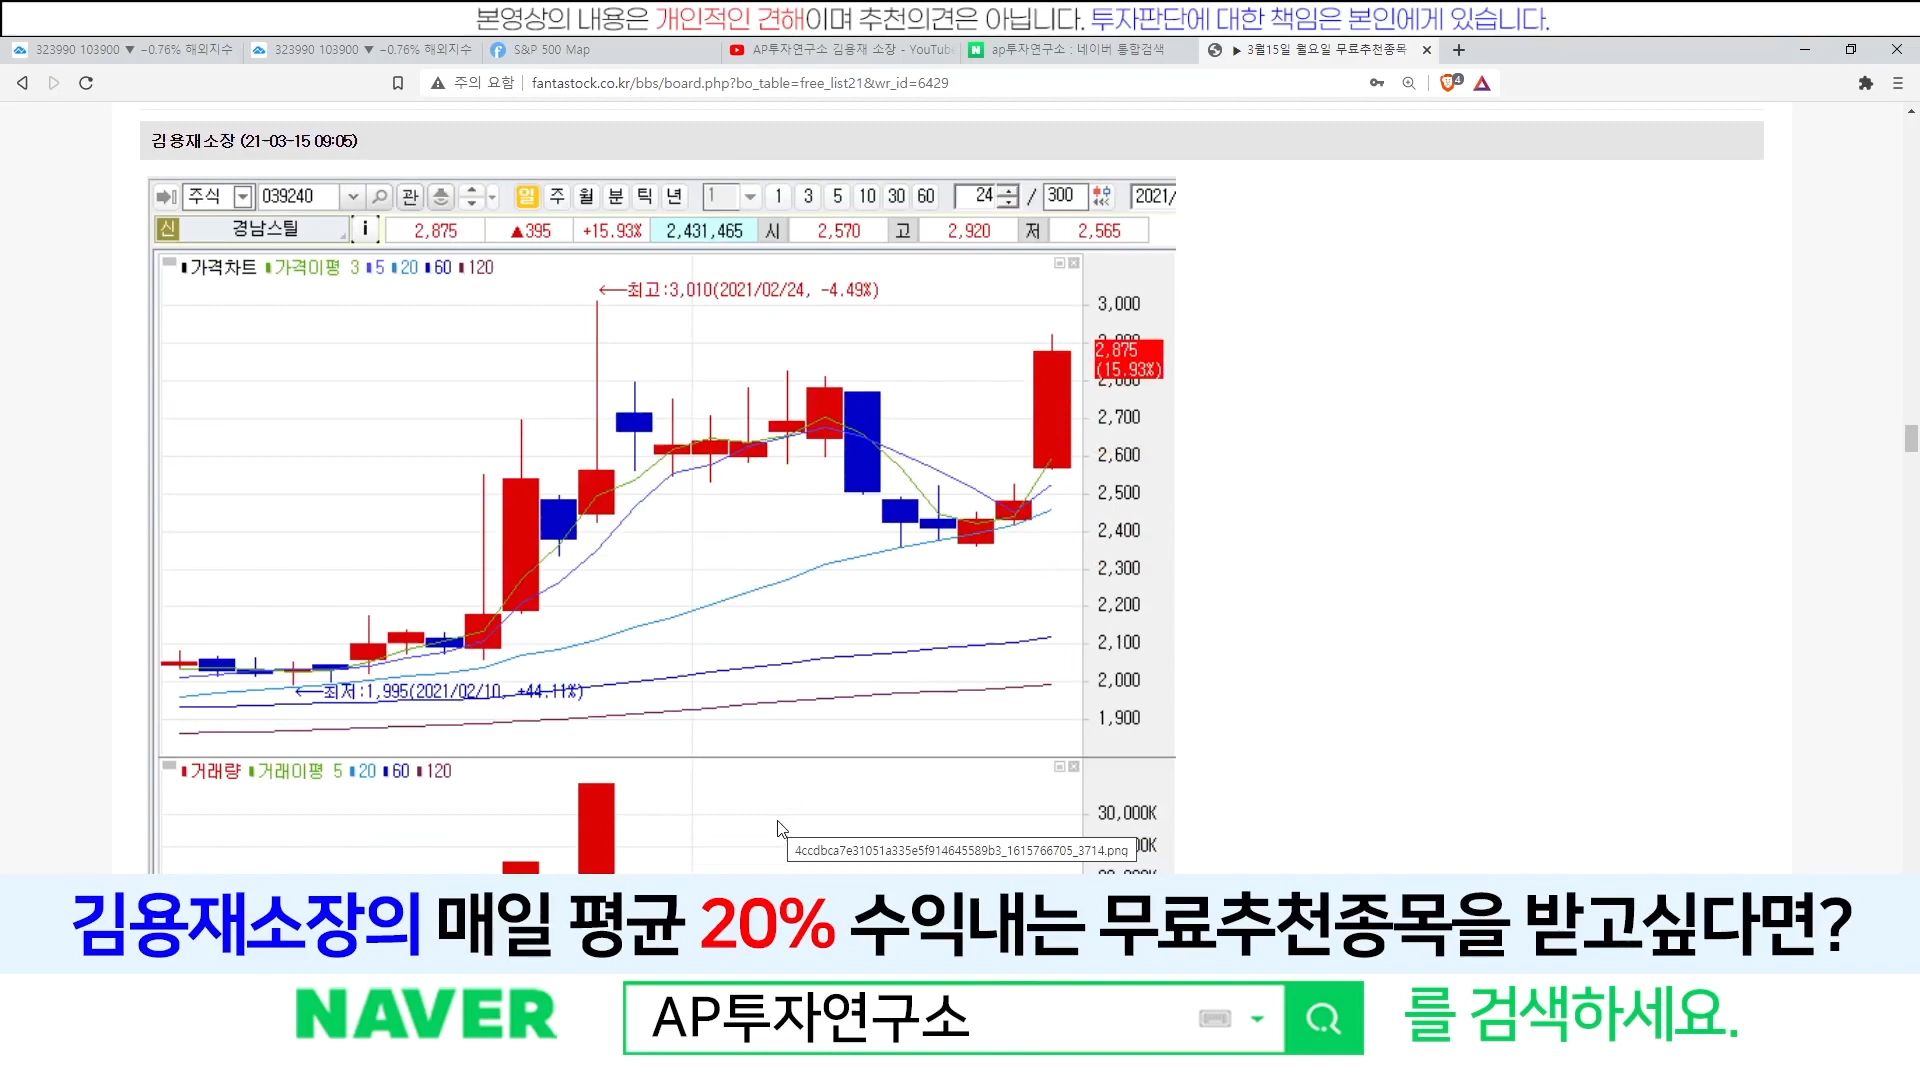 본영상의 내용은 개인적인 견해이며 추천의견은 아닙니다. 투자판단에 대한 책임은 본인에게 있습니다.
323990 103900 ▼ -0.76% 해외지수
323990 103900 ▼ -0.76% 해외지수
S&P 500 Map
AP투자연구소 김용재 소장 - YouTub
ap투자연구소 : 네이버 통합검색
▶ 3월15일 월요일 무료추천종목
주의 요함
fantastock.co.kr/bbs/board.php?bo_table=free_list21&wr_id=6429
4
김용재소장 (21-03-15 09:05)
주식 039240 관 일 주 월 분 틱 년 1 1 3 5 10 30 60 24 / 300 2021/
신 경남스틸 i 2,875 ▲395 +15.93% 2,431,465 시 2,570 고 2,920 저 2,565
가격차트 가격이평 3 5 20 60 120
←최고:3,010(2021/02/24, -4.49%)
3,000
2,875
(15.93%)
2,800
2,700
2,600
2,500
2,400
2,300
2,200
2,100
←최저:1,995(2021/02/10, +44.11%)
2,000
1,900
거래량 거래이평 5 20 60 120
30,000K
4ccdbca7e31051a335e5f914645589b3_1615766705_3714.png
김용재소장의 매일 평균 20% 수익내는 무료추천종목을 받고싶다면?
NAVER AP투자연구소 를 검색하세요.